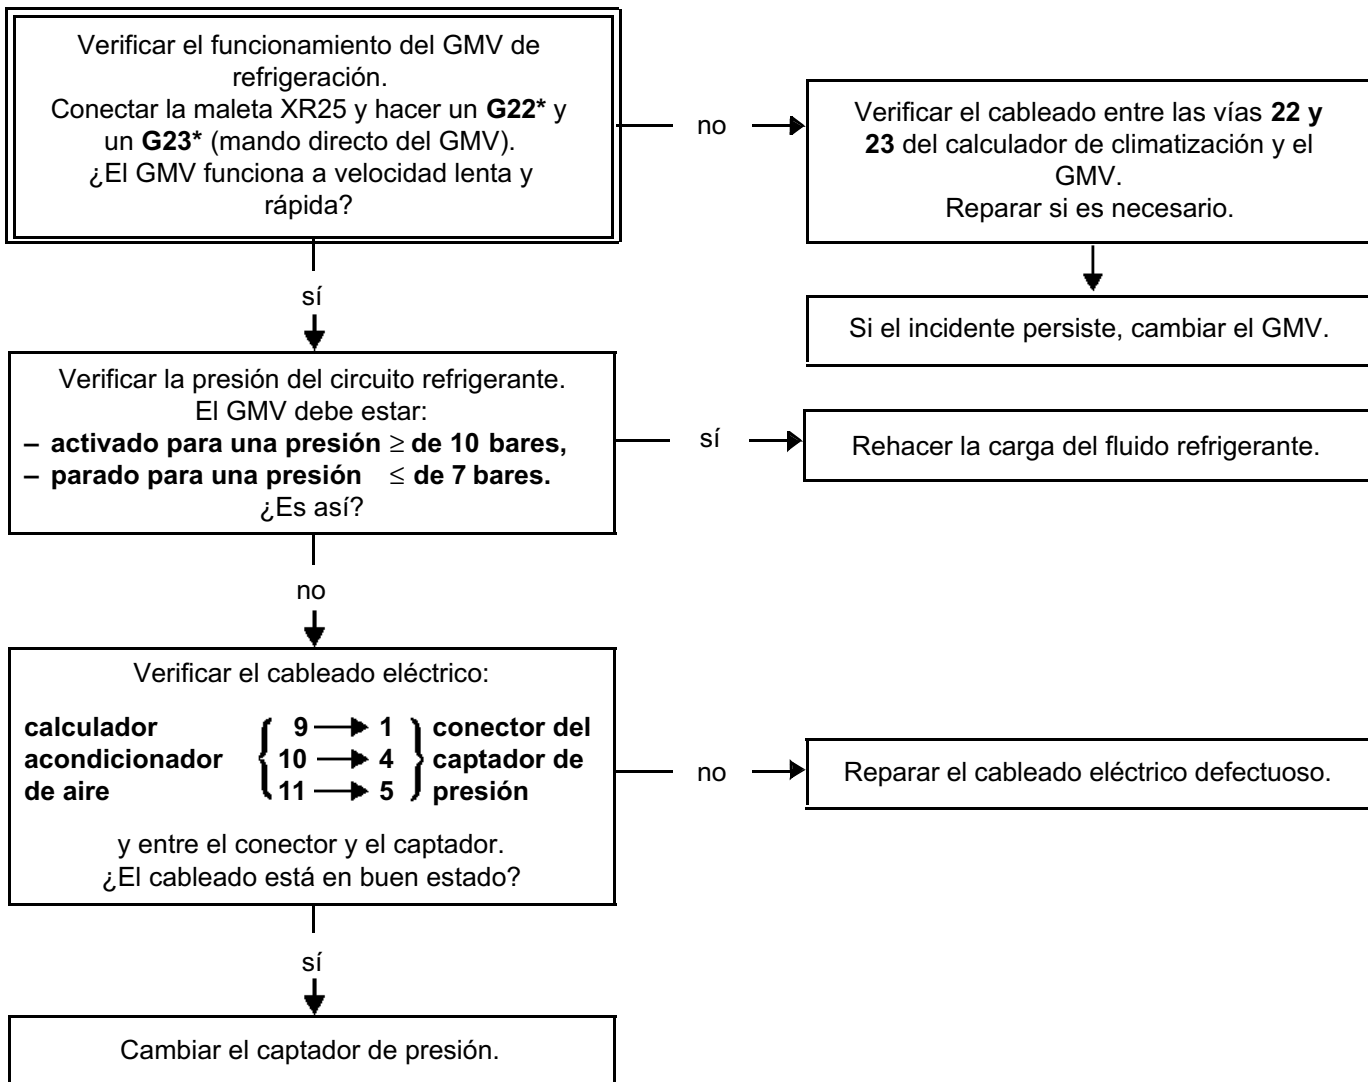 Verificar el funcionamiento del GMV de
refrigeración.
Conectar la maleta XR25 y hacer un G22* y
un G23* (mando directo del GMV).
¿El GMV funciona a velocidad lenta y
rápida?
no
Verificar el cableado entre las vías 22 y
23 del calculador de climatización y el
GMV.
Reparar si es necesario.
Si el incidente persiste, cambiar el GMV.
sí
Verificar la presión del circuito refrigerante.
El GMV debe estar:
– activado para una presión ≥ de 10 bares,
– parado para una presión ≤ de 7 bares.
¿Es así?
sí
Rehacer la carga del fluido refrigerante.
no
Verificar el cableado eléctrico:
calculador { 9 → 1 } conector del
acondicionador { 10 → 4 } captador de
de aire { 11 → 5 } presión
y entre el conector y el captador.
¿El cableado está en buen estado?
no
Reparar el cableado eléctrico defectuoso.
sí
Cambiar el captador de presión.